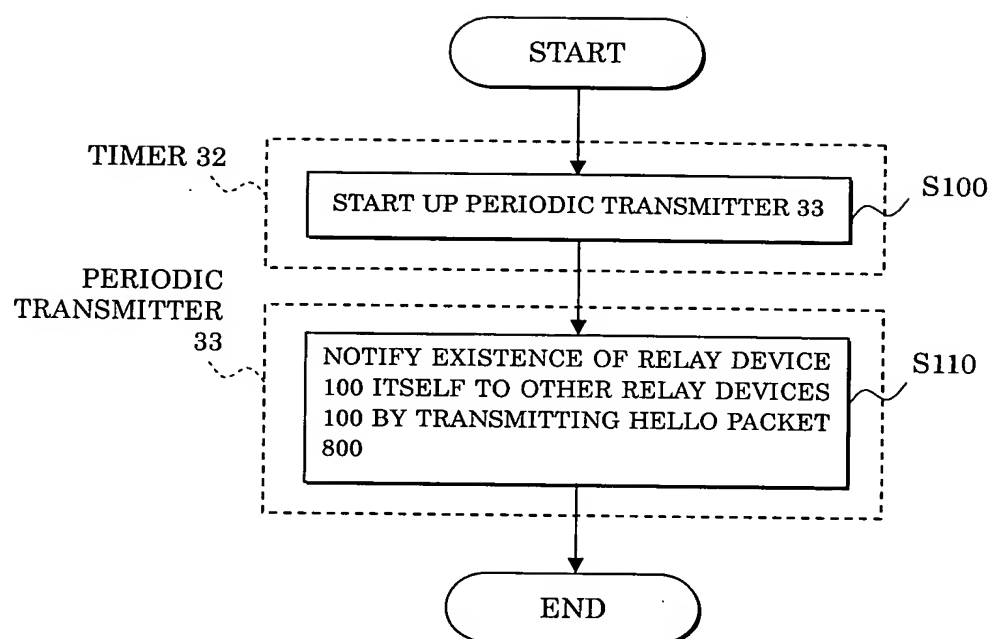 START
TIMER 32
START UP PERIODIC TRANSMITTER 33
S100
PERIODIC
TRANSMITTER
33
NOTIFY EXISTENCE OF RELAY DEVICE
100 ITSELF TO OTHER RELAY DEVICES
100 BY TRANSMITTING HELLO PACKET
800
S110
END